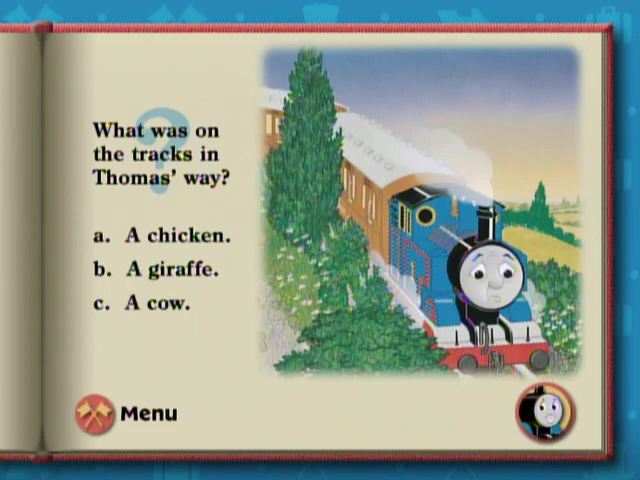 ?
What was on
the tracks in
Thomas’ way?
a. A chicken.
b. A giraffe.
c. A cow.
Menu